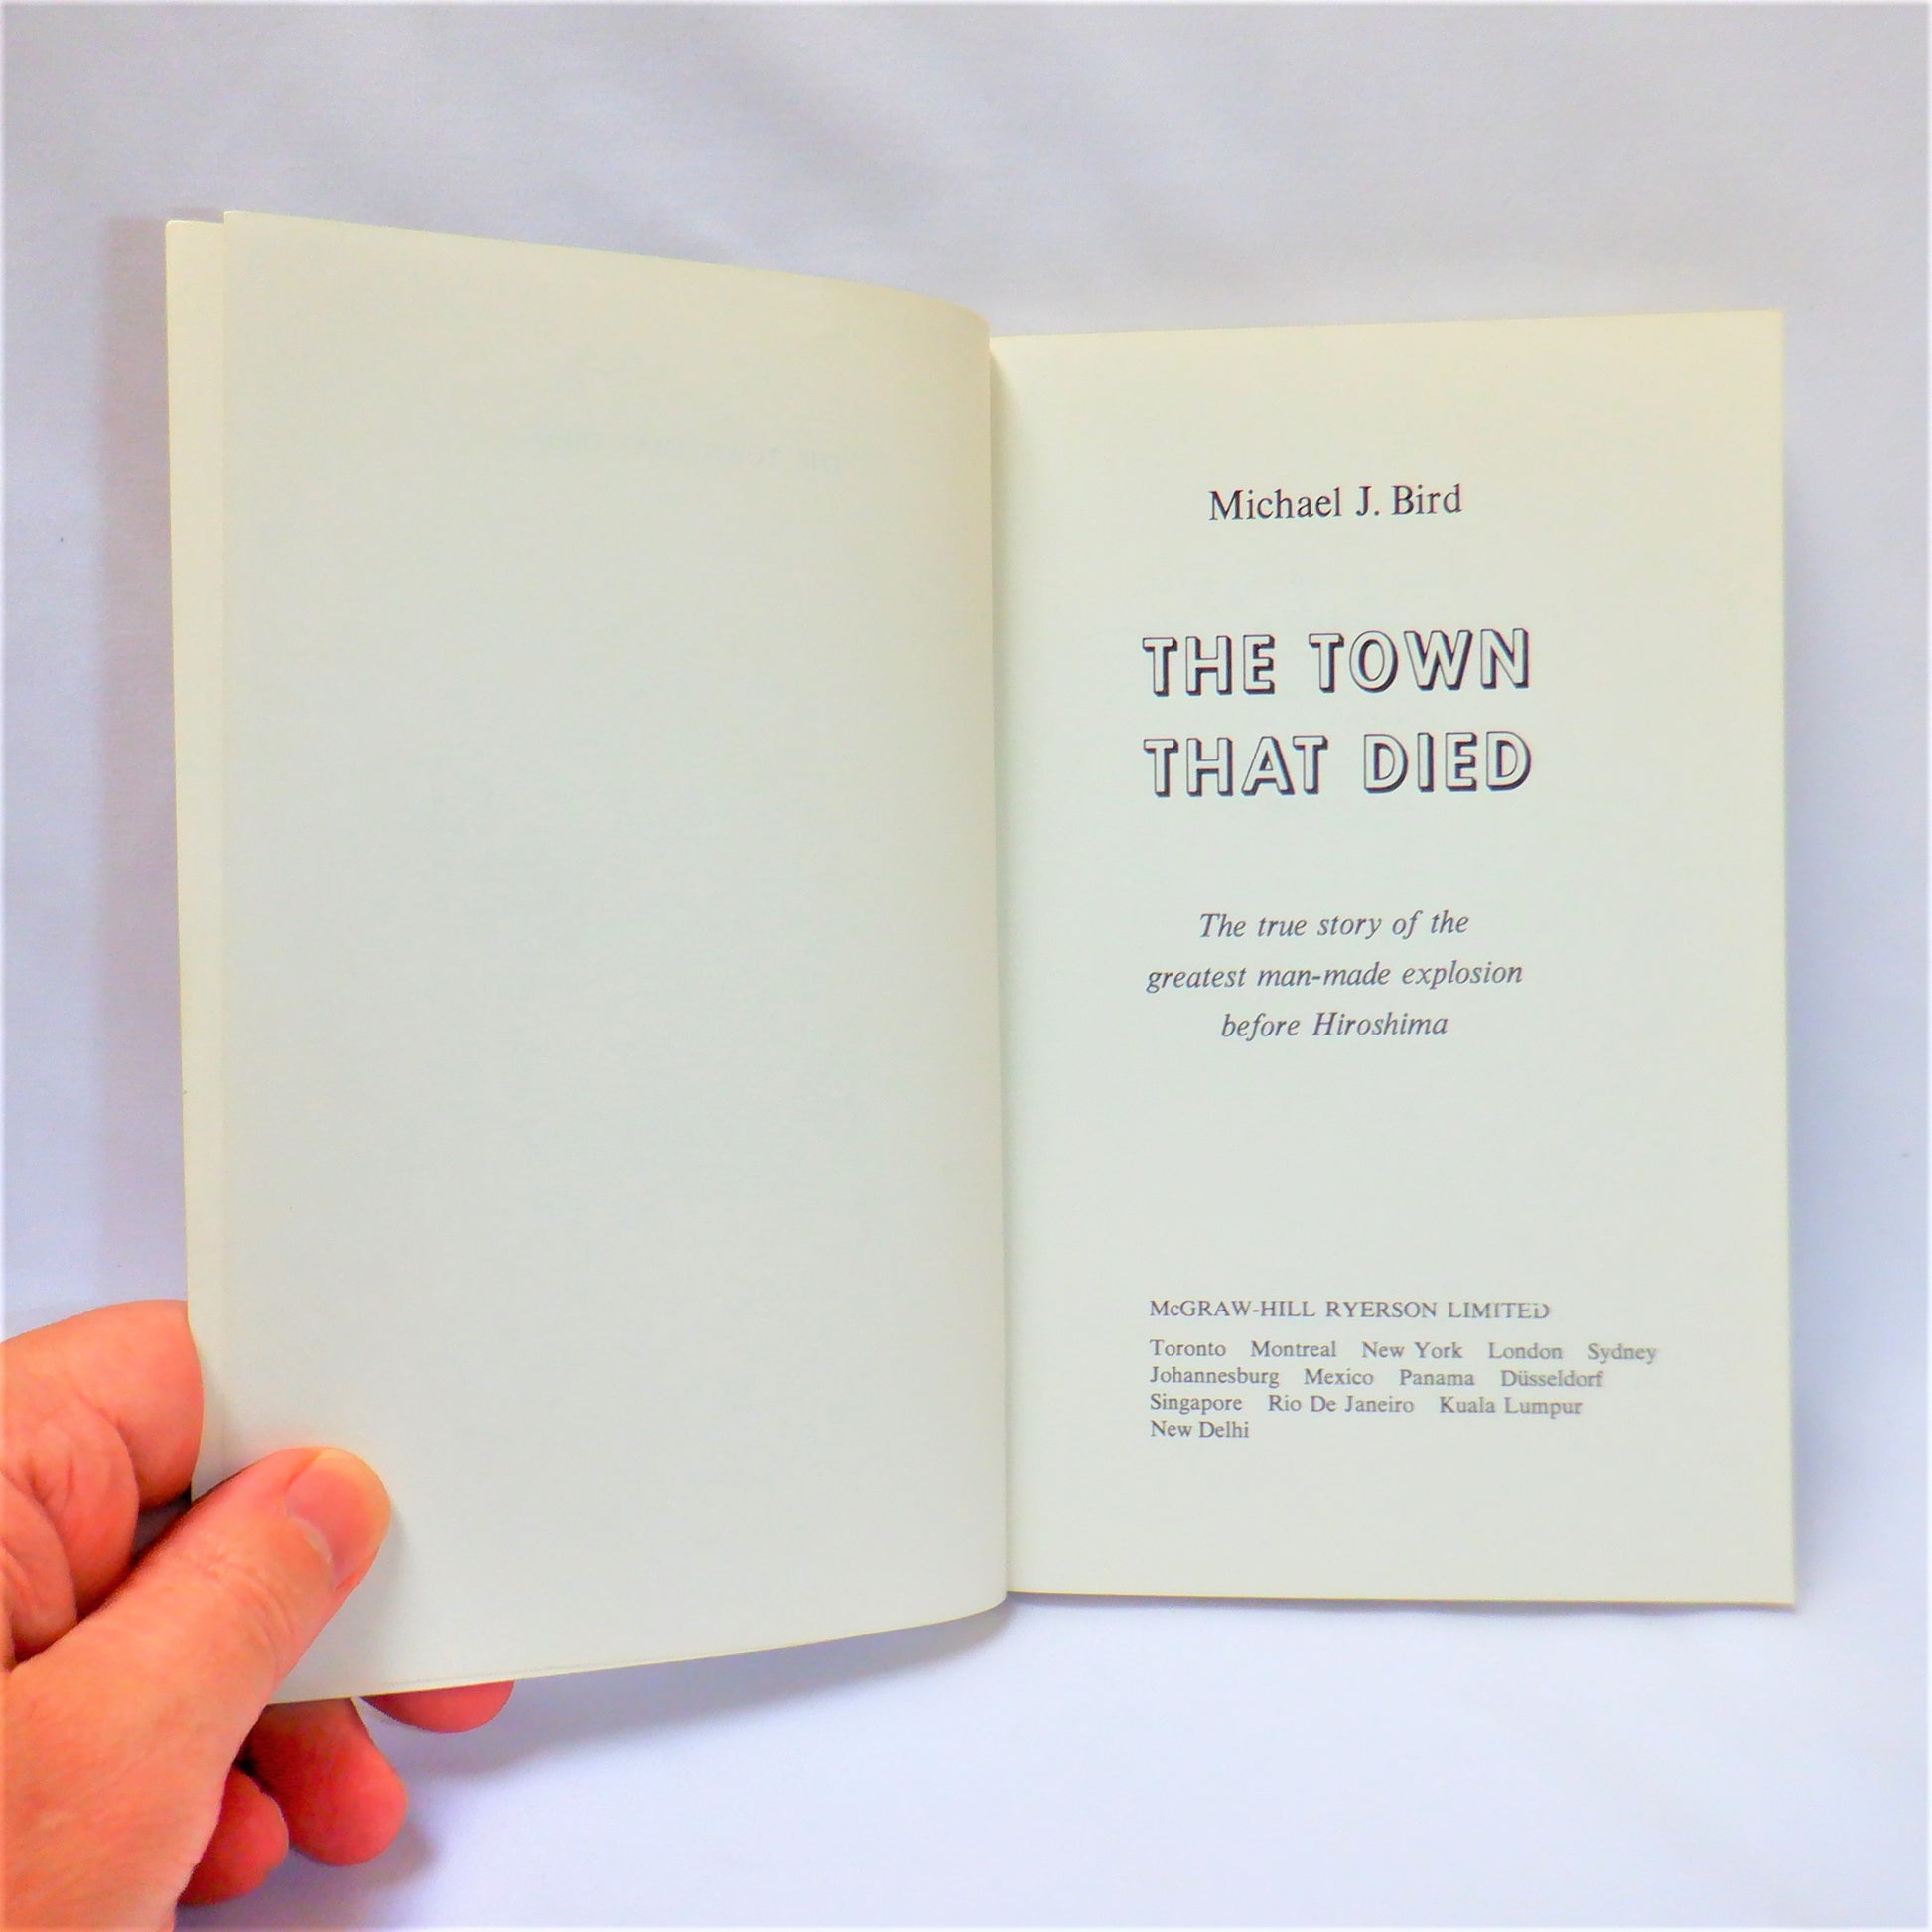 Michael J. Bird
THE TOWN
THAT DIED
The true story of the
greatest man-made explosion
before Hiroshima
McGRAW-HILL RYERSON LIMITED
Toronto Montreal New York London Sydney
Johannesburg Mexico Panama Düsseldorf
Singapore Rio De Janeiro Kuala Lumpur
New Delhi